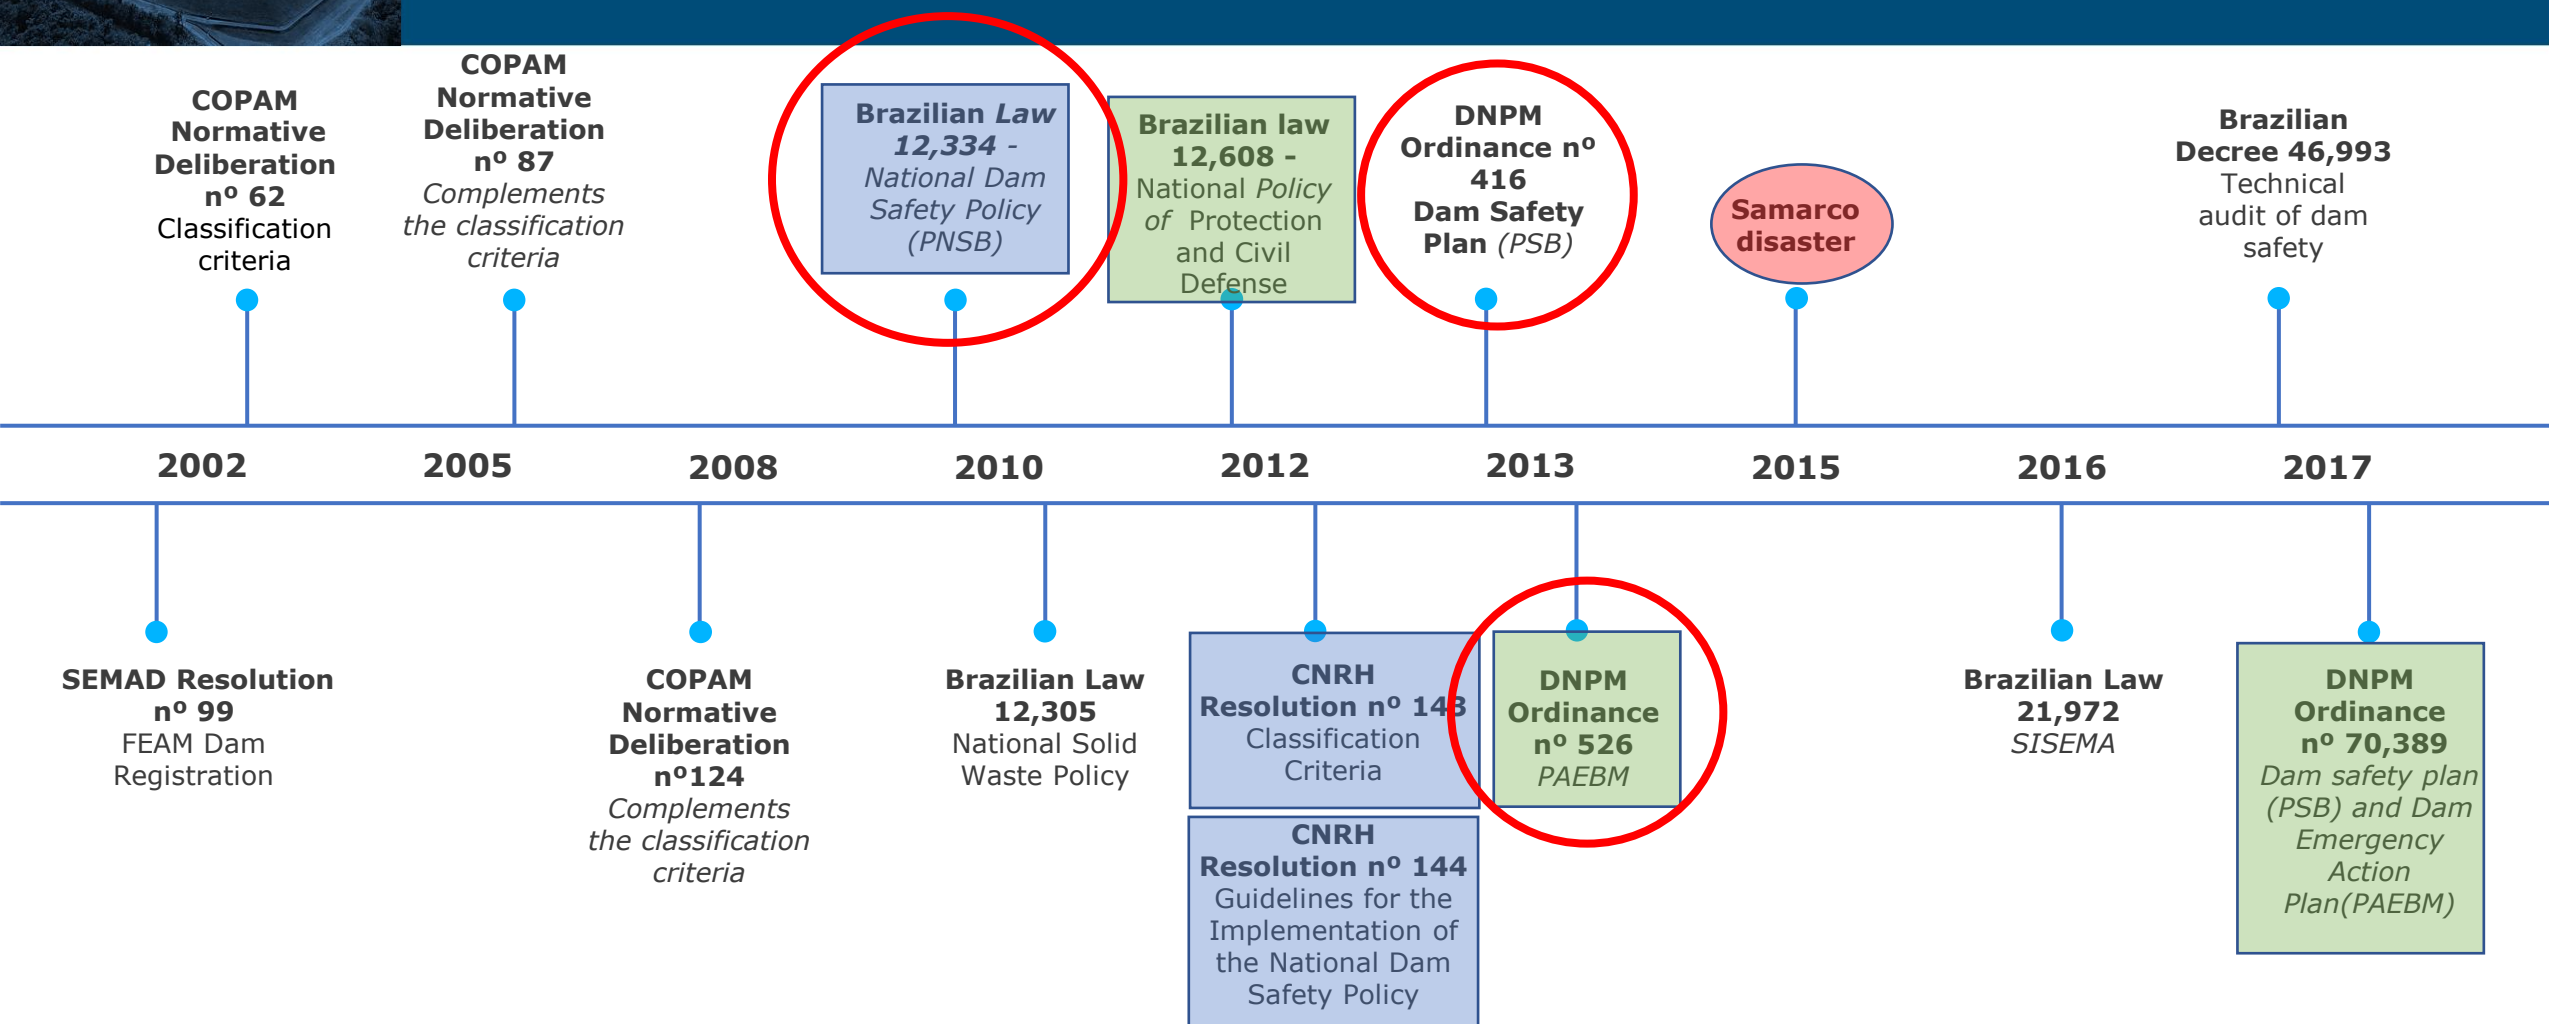 COPAM
Normative
Deliberation
nº 62
Classification
criteria
COPAM
Normative
Deliberation
nº 87
Complements
the classification
criteria
Brazilian Law
12,334 -
National Dam
Safety Policy
(PNSB)
Brazilian law
12,608 -
National Policy
of Protection
and Civil
Defense
DNPM
Ordinance nº
416
Dam Safety
Plan (PSB)
Samarco
disaster
Brazilian
Decree 46,993
Technical
audit of dam
safety
2002
2005
2008
2010
2012
2013
2015
2016
2017
SEMAD Resolution
nº 99
FEAM Dam
Registration
COPAM
Normative
Deliberation
nº124
Complements
the classification
criteria
Brazilian Law
12,305
National Solid
Waste Policy
CNRH
Resolution nº 143
Classification
Criteria
CNRH
Resolution nº 144
Guidelines for the
Implementation of
the National Dam
Safety Policy
DNPM
Ordinance
nº 526
PAEBM
Brazilian Law
21,972
SISEMA
DNPM
Ordinance
nº 70,389
Dam safety plan
(PSB) and Dam
Emergency
Action
Plan(PAEBM)